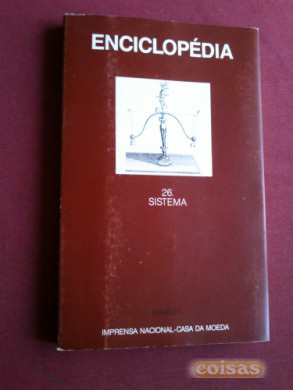 ENCICLOPÉDIA
26.
SISTEMA
IMPRENSA NACIONAL-CASA DA MOEDA
coisas